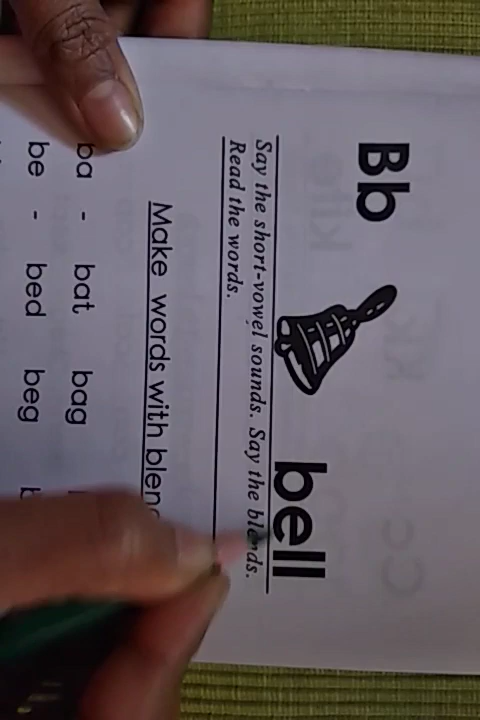 Bb bell
Say the short-vowel sounds. Say the blends.
Read the words.
Make words with
ba - bat bag
be - bed beg